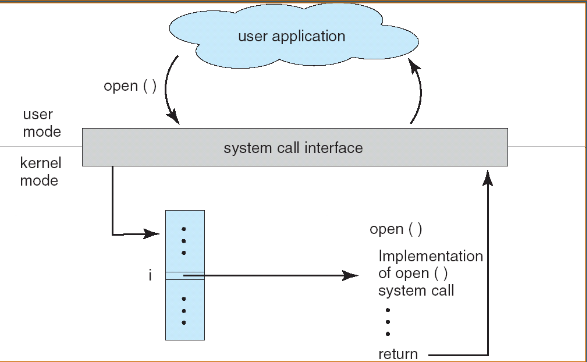 user application
open ( )
user
mode
system call interface
kernel
mode
open ( )
i
Implementation
of open ( )
system call
return